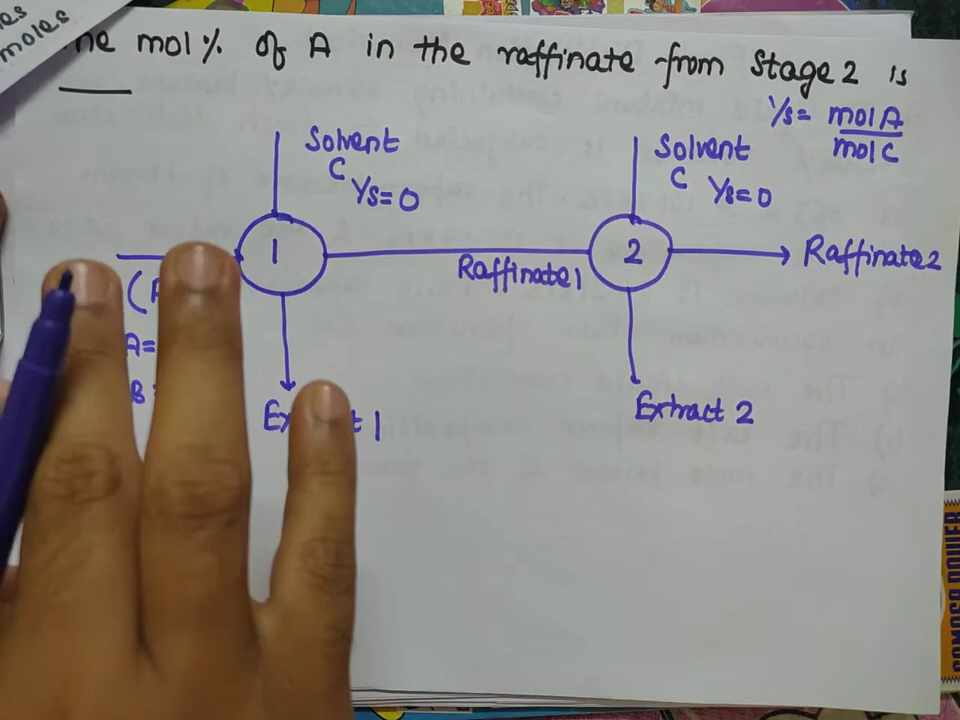 moles
mol % of A in the raffinate from Stage 2 is
Ys = mol A
mol C
Solvent
C Ys=0
Solvent
C Ys=0
1
2
Raffinate 1
Raffinate 2
A=
B
t 1
Extract 2